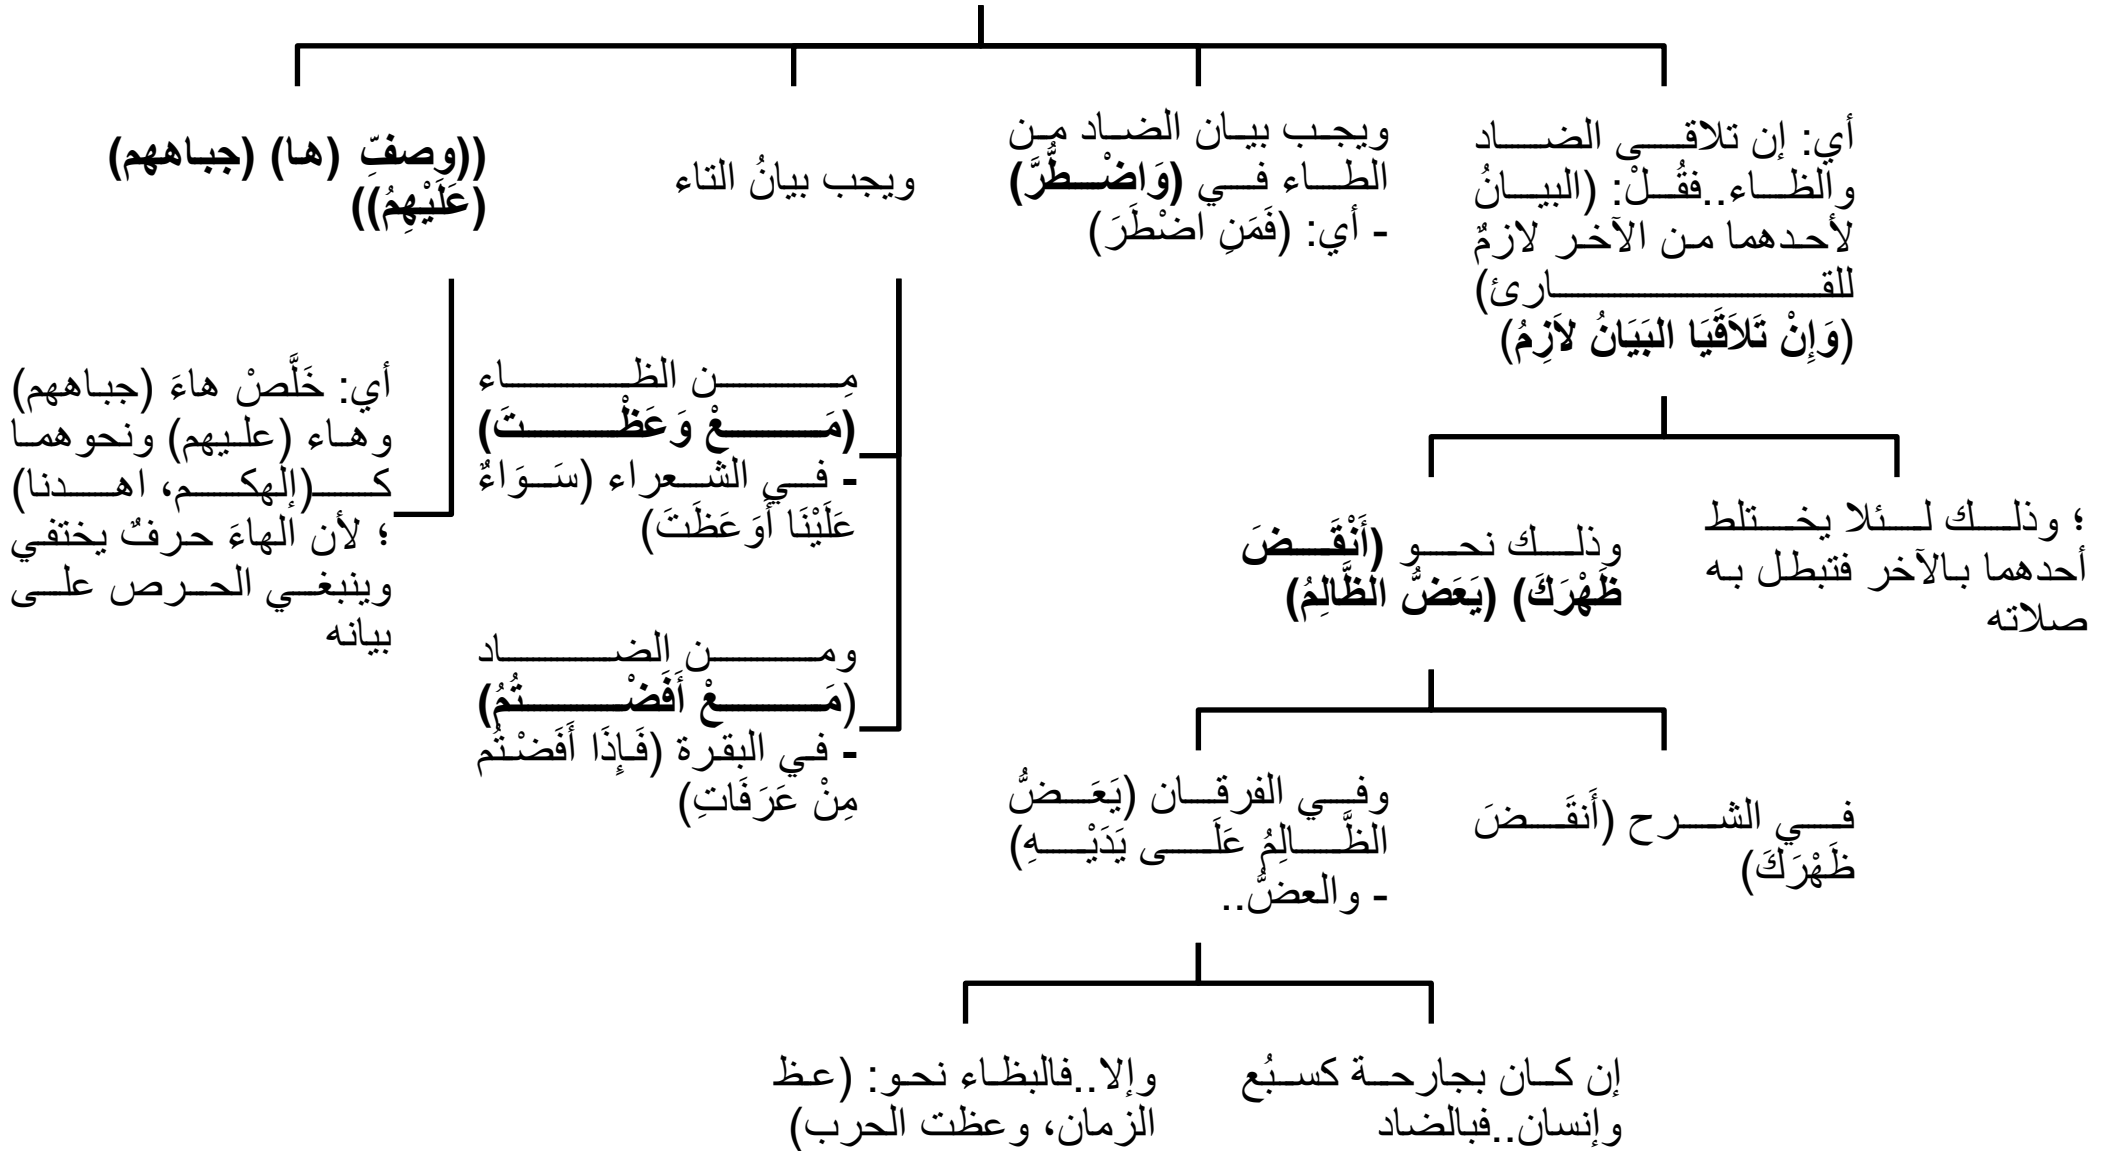 أي: إن تلاقى الضاد
والظاء..فقُلْ: (البيانُ
لأحدهما من الآخر لازمٌ
للقارئ)
(وَإِنْ تَلاَقَيَا البَيَانُ لاَزِمُ)
؛ وذلك لئلا يختلط
أحدهما بالآخر فتبطل به
صلاته
وذلك نحو (أَنْقَضَ
ظَهْرَكَ) (يَعَضُّ الظَّالِمُ)
في الشرح (أَنقَضَ
ظَهْرَكَ)
وفي الفرقان (يَعَضُّ
الظَّالِمُ عَلَى يَدَيْهِ)
- والعضُّ..
إن كان بجارحة كسبُع
وإنسان..فبالضاد
وإلا..فالبظاء نحو: (عظ
الزمان، وعظت الحرب)
ويجب بيان الضاد من
الطاء في (وَاضْطُّرَّ)
- أي: (فَمَنِ اضْطَرَ)
ويجب بيانُ التاء
مِن الظاء
(مَعْ وَعَظْتَ)
- في الشعراء (سَوَاءٌ
عَلَيْنَا أَوَعَظَتَ)
ومن الضاد
(مَعْ أَفَضْتُمُ)
- في البقرة (فَإِذَا أَفَضْتُم
مِنْ عَرَفَاتِ)
((وصفِّ (ها) (جباههم)
(عَلَيْهِمُ))
أي: خَلَّصْ هاءَ (جباههم)
وهاء (عليهم) ونحوهما
كـ(إلهكم، اهدنا)
؛ لأن الهاءَ حرفٌ يختفي
وينبغي الحرص على
بيانه